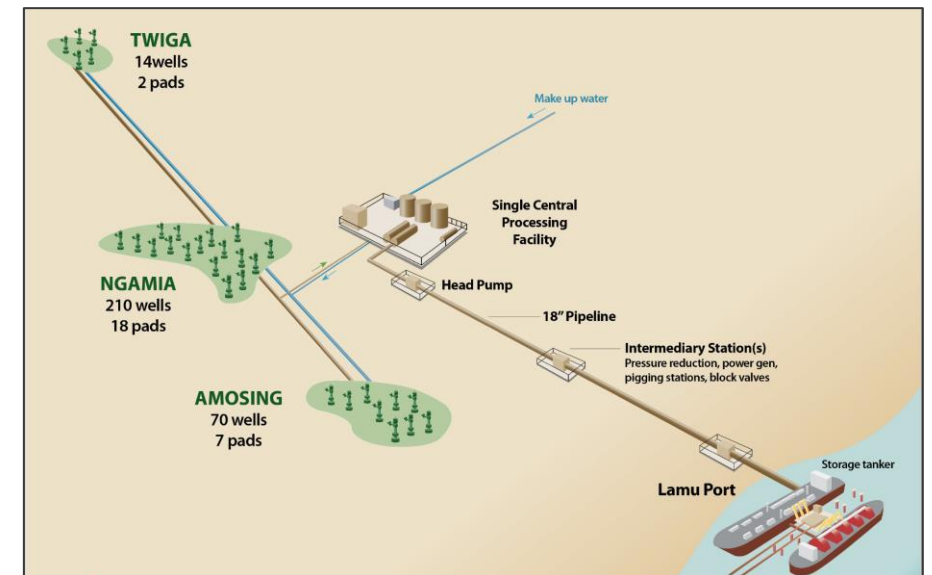 TWIGA
14wells
2 pads
Make up water
Single Central
Processing
Facility
NGAMIA
210 wells
18 pads
Head Pump
18" Pipeline
Intermediary Station(s)
Pressure reduction, power gen,
pigging stations, block valves
AMOSING
70 wells
7 pads
Storage tanker
Lamu Port